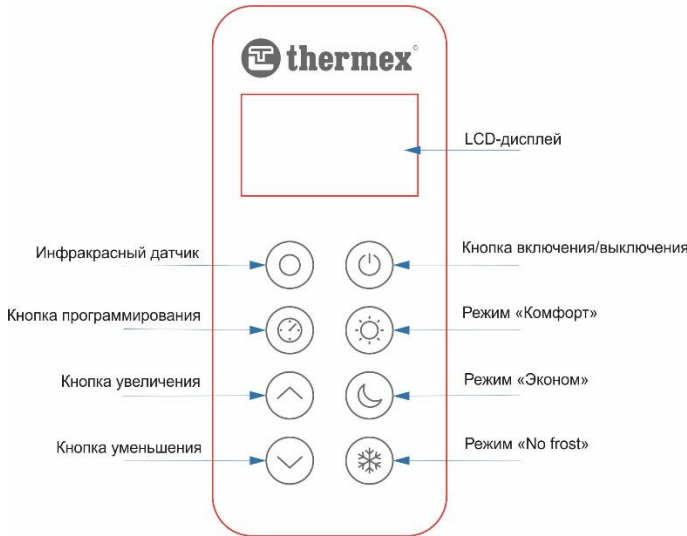 thermex
LCD-дисплей
Инфракрасный датчик
Кнопка включения/выключения
Кнопка программирования
Режим «Комфорт»
Кнопка увеличения
Режим «Эконом»
Кнопка уменьшения
Режим «No frost»